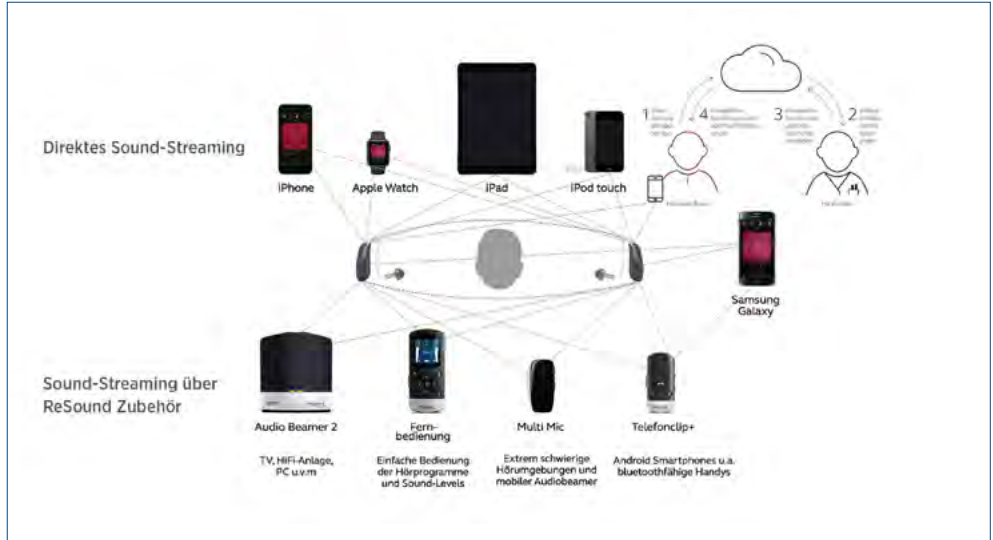 1
4
3
2
Direktes Sound-Streaming
iPhone
Apple Watch
iPad
iPod touch
Samsung
Galaxy
Sound-Streaming über
ReSound Zubehör
Audio Beamer 2
Fern-
bedienung
Multi Mic
Telefonclip+
TV, HiFi-Anlage,
PC u.v.m
Einfache Bedienung
der Hörprogramme
und Sound-Levels
Extrem schwierige
Hörumgebungen und
mobiler Audiobeamer
Android Smartphones u.a.
bluetoothfähige Handys